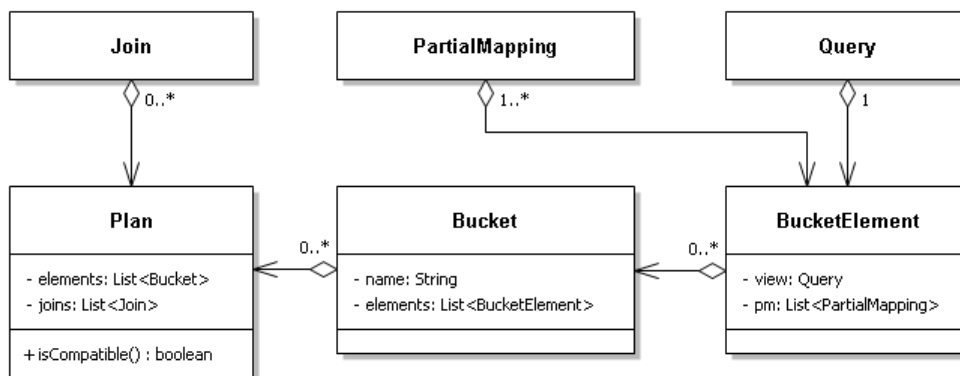 Join
PartialMapping
Query
0..*
1..*
1
Plan
- elements: List<Bucket>
- joins: List<Join>
+ isCompatible() : boolean
0..*
Bucket
- name: String
- elements: List<BucketElement>
0..*
BucketElement
- view: Query
- pm: List<PartialMapping>